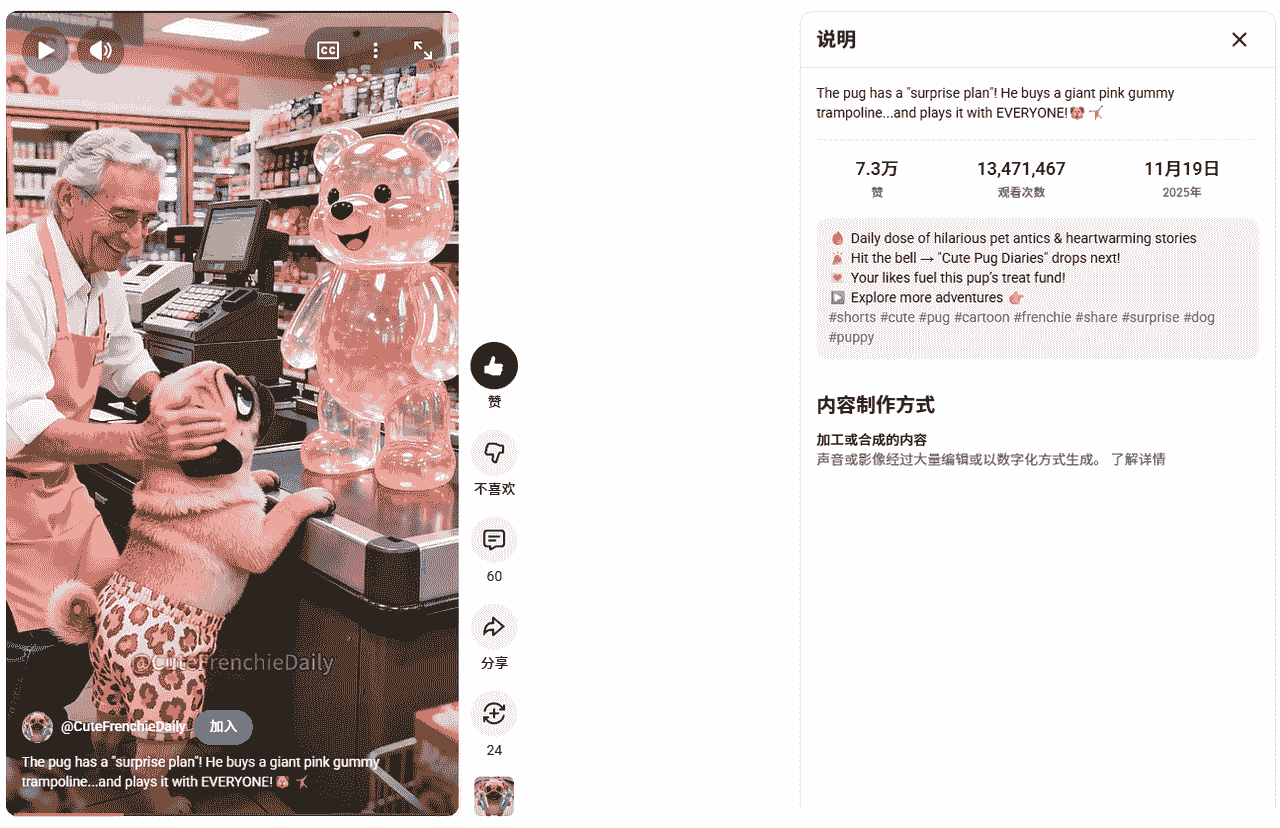 CC
@CuteFrenchieDaily
@CuteFrenchieDaily
加入
The pug has a "surprise plan"! He buys a giant pink gummy
trampoline...and plays it with EVERYONE!
赞
不喜欢
60
分享
24
说明
The pug has a "surprise plan"! He buys a giant pink gummy
trampoline...and plays it with EVERYONE!
7.3万
赞
13,471,467
观看次数
11月19日
2025年
Daily dose of hilarious pet antics & heartwarming stories
Hit the bell → "Cute Pug Diaries" drops next!
Your likes fuel this pup's treat fund!
Explore more adventures
#shorts #cute #pug #cartoon #frenchie #share #surprise #dog
#puppy
内容制作方式
加工或合成的内容
声音或影像经过大量编辑或以数字化方式生成。 了解详情